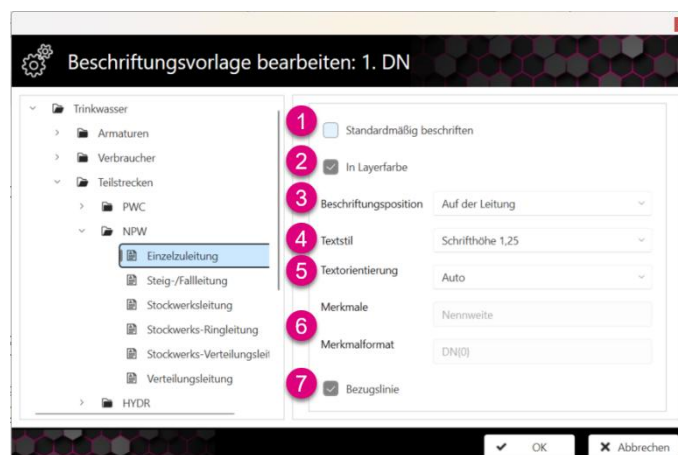 Beschriftungsvorlage bearbeiten: 1. DN
Trinkwasser
Armaturen
Verbraucher
Teilstrecken
PWC
NPW
Einzelzuleitung
Steig-/Fallleitung
Stockwerksleitung
Stockwerks-Ringleitung
Stockwerks-Verteilungsleit
Verteilungsleitung
HYDR
1 Standardmäßig beschriften
2 In Layerfarbe
3 Beschriftungsposition Auf der Leitung
4 Textstil Schrifthöhe 1,25
5 Textorientierung Auto
Merkmale Nennweite
6
Merkmalformat DN{0}
7 Bezugslinie
OK Abbrechen